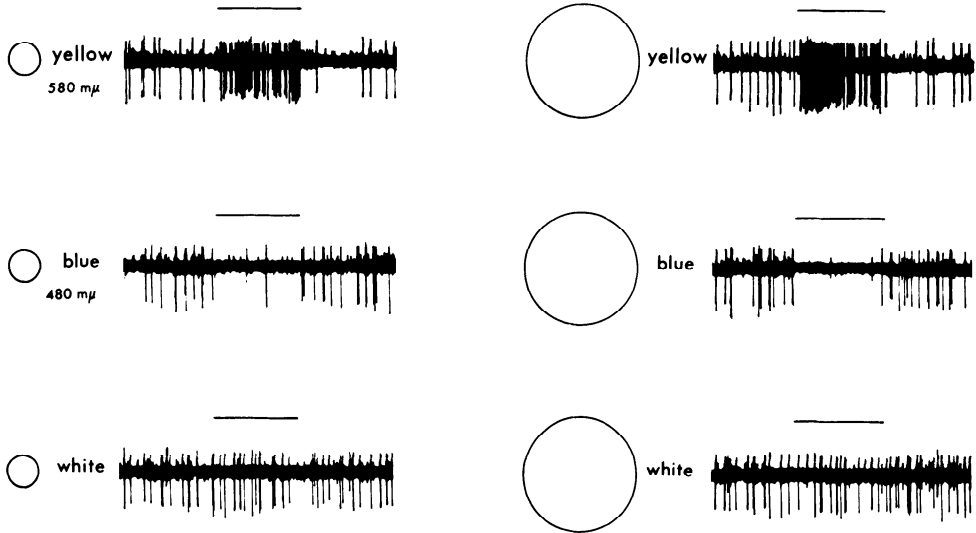 yellow
580 mμ
yellow
blue
480 mμ
blue
white
white